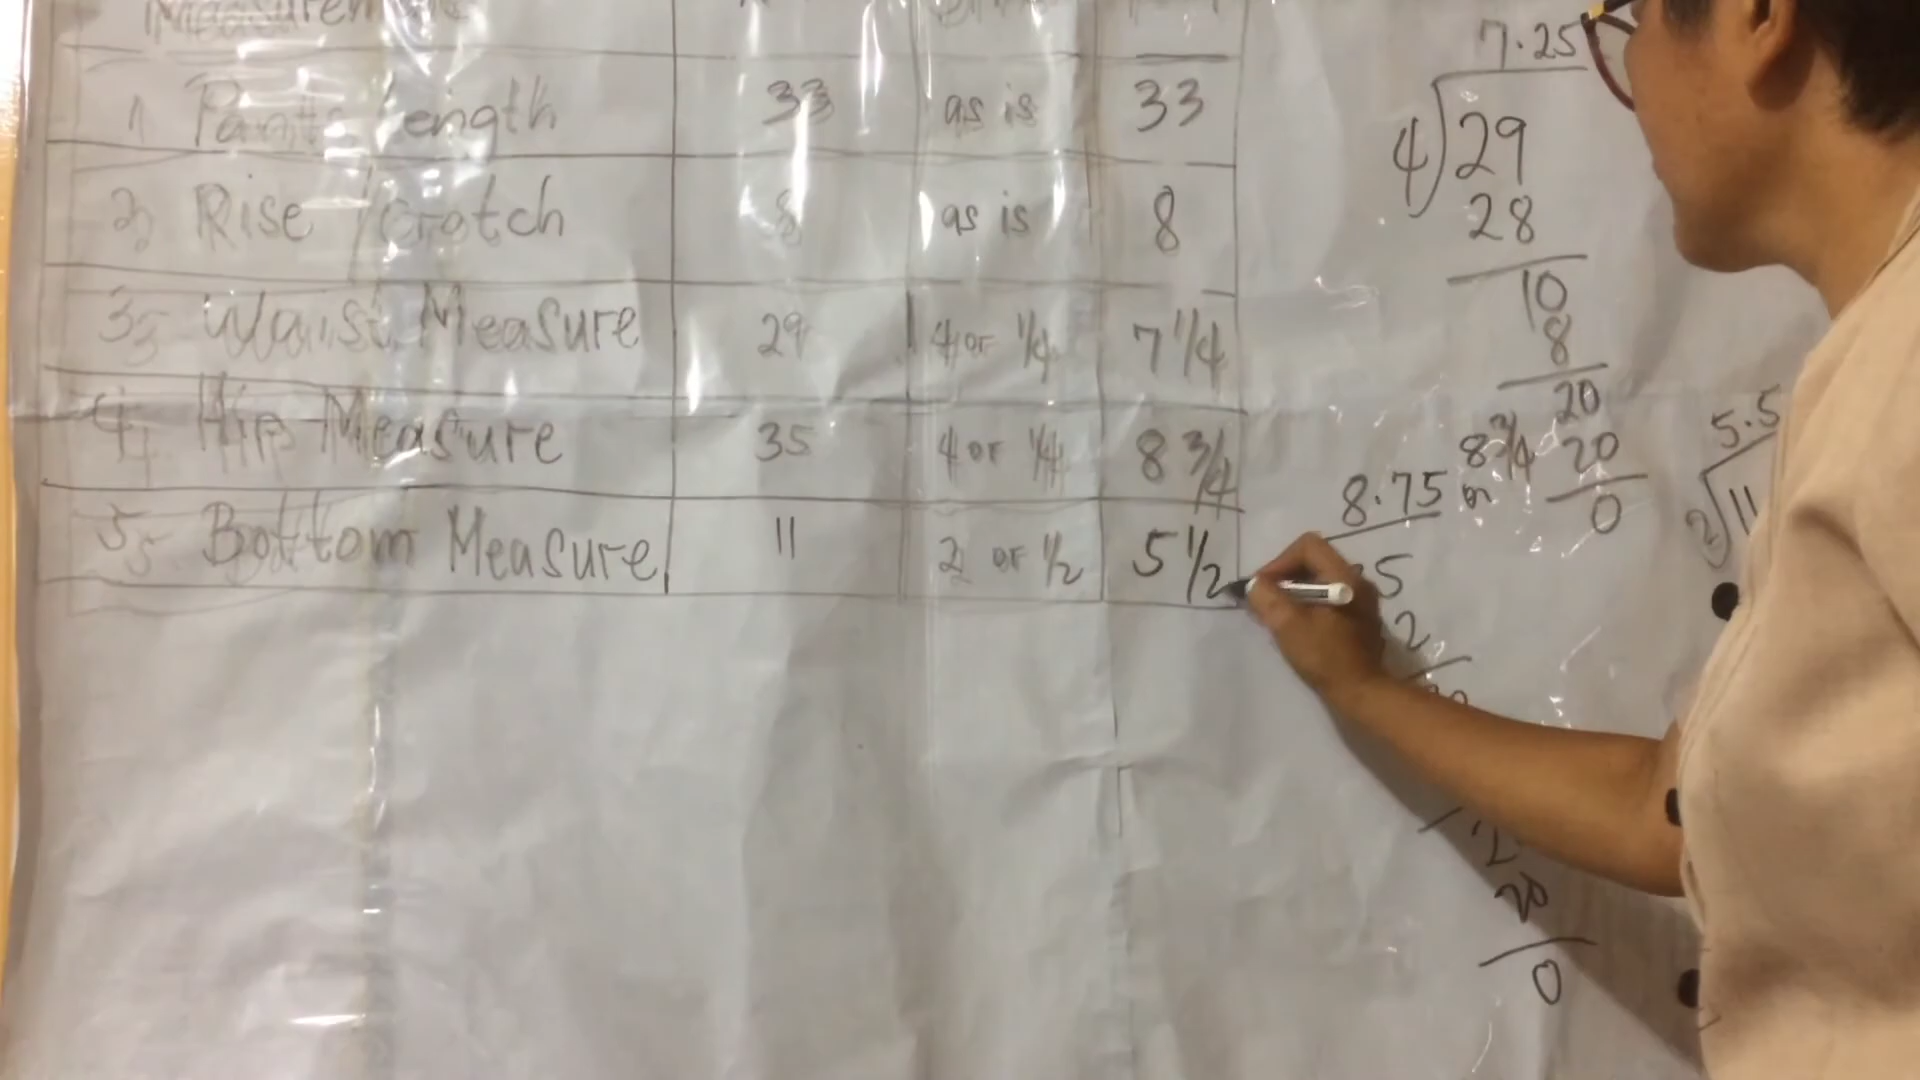 Measurement
1 Pants Length 33 as is 33
2 Rise / crotch 8 as is 8
3 Waist Measure 29 4 or 1/4 7 1/4
4 Hip Measure 35 4 or 1/4 8 3/4
5 Bottom Measure 11 2 or 1/2 5 1/2
7.25
4 29
28
10
8
20
20
0
8.75 or 8 3/4
5
2
20
0
5.5
2 11